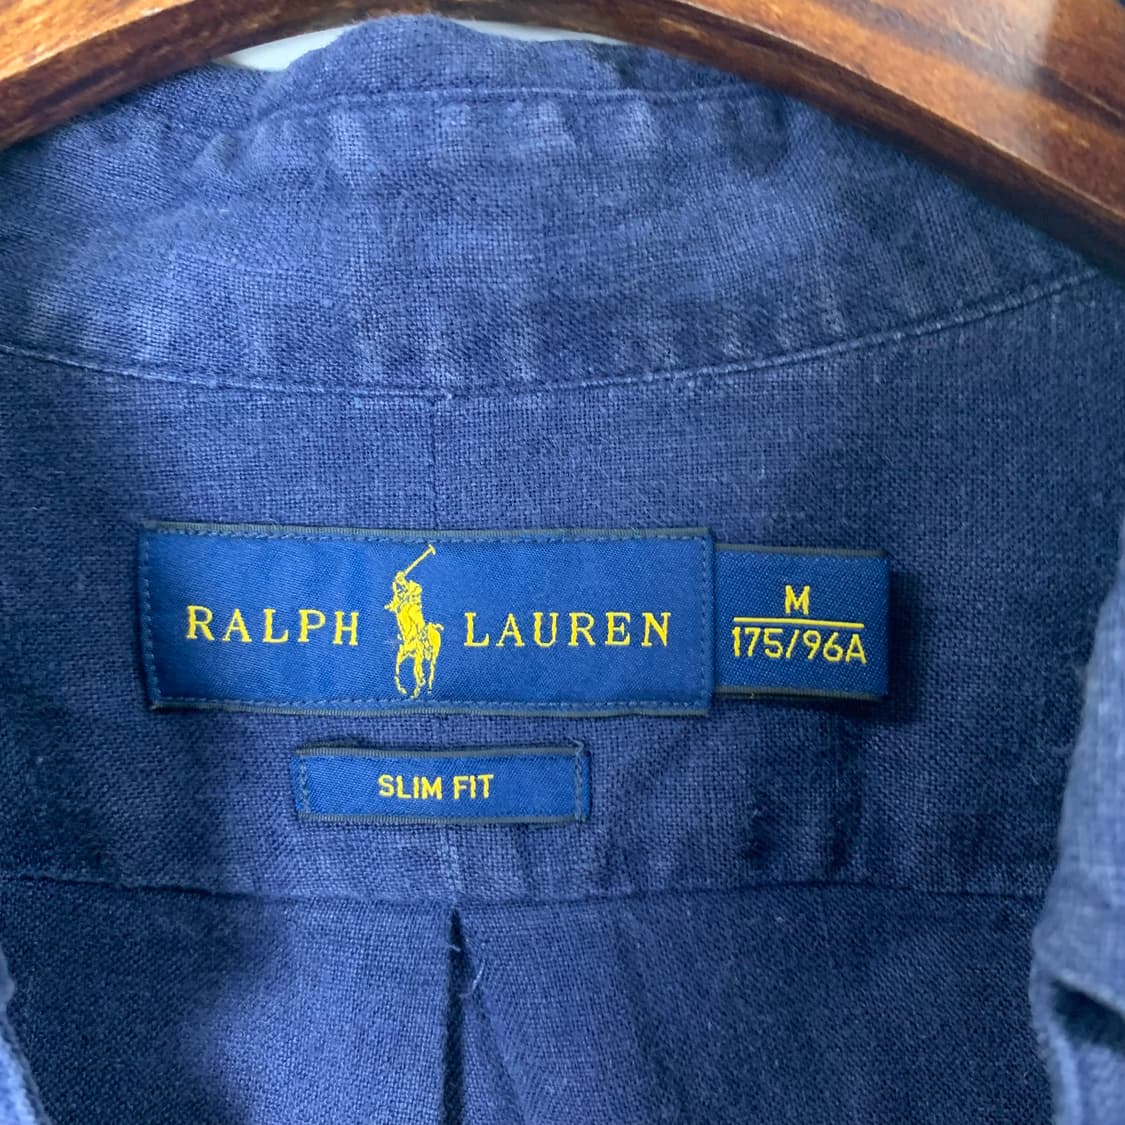 RALPH LAUREN
M
175/96A
SLIM FIT